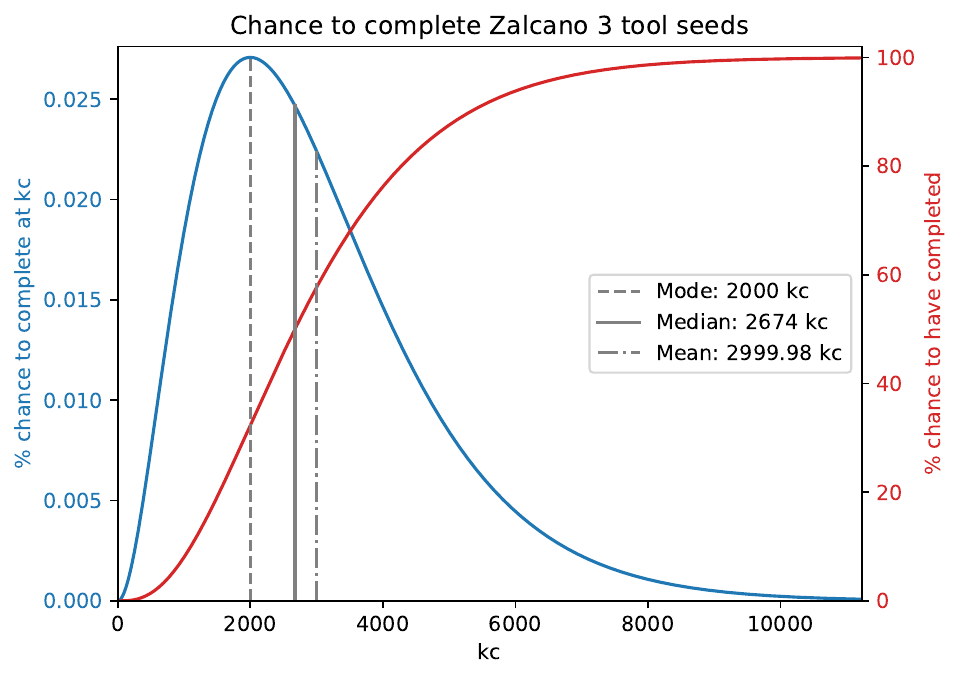 Chance to complete Zalcano 3 tool seeds
% chance to complete at kc
0.025
0.020
0.015
0.010
0.005
0.000
100
80
60
40
20
0
% chance to have completed
Mode: 2000 kc
Median: 2674 kc
Mean: 2999.98 kc
0 2000 4000 6000 8000 10000
kc